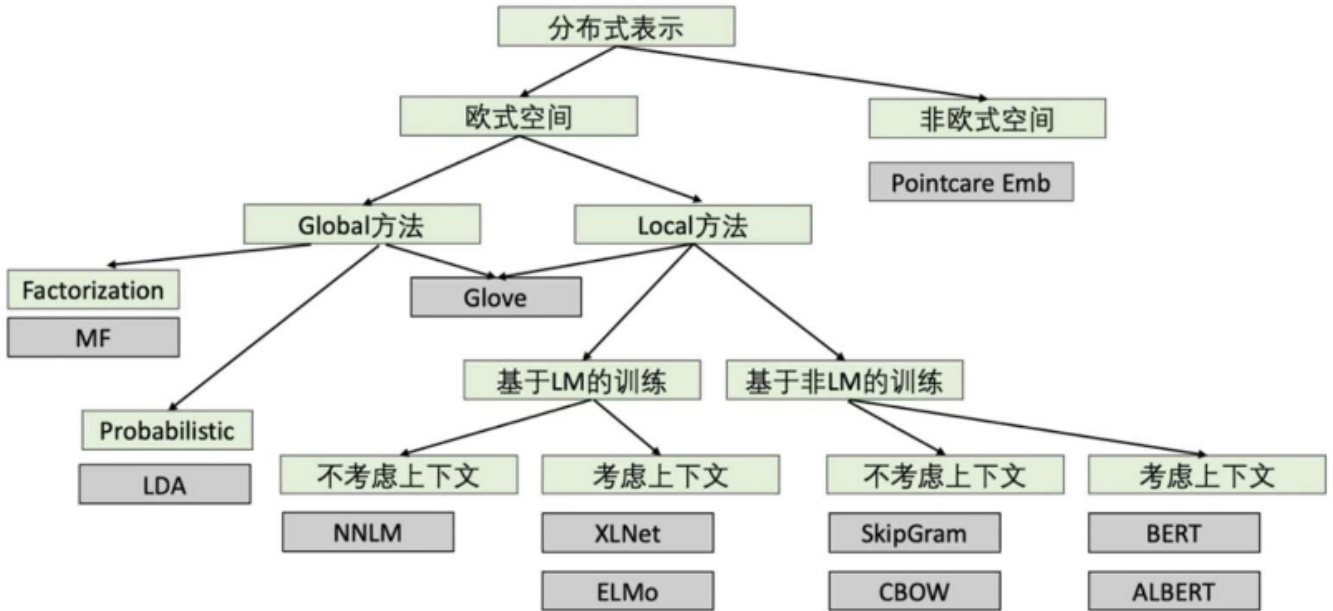 分布式表示
欧式空间
非欧式空间
Pointcare Emb
Global方法
Local方法
Factorization
MF
Glove
基于LM的训练
基于非LM的训练
Probabilistic
LDA
不考虑上下文
考虑上下文
不考虑上下文
考虑上下文
NNLM
XLNet
SkipGram
BERT
ELMo
CBOW
ALBERT